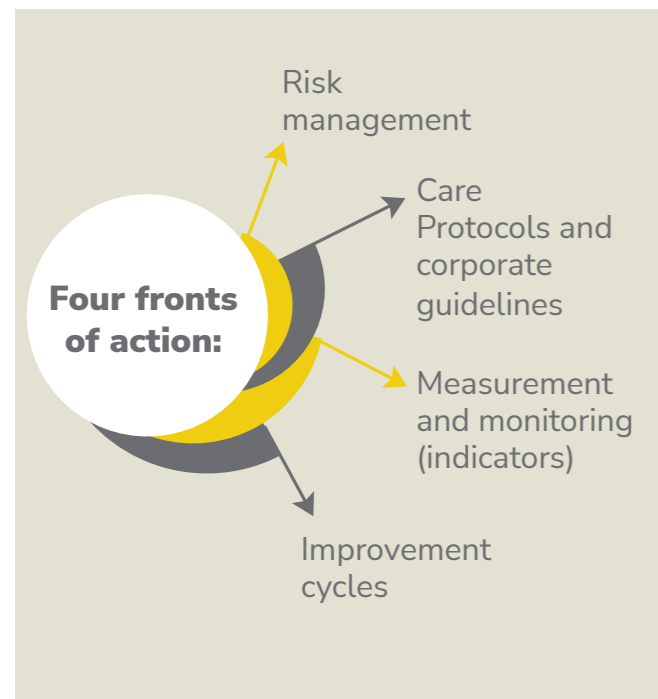 Risk
management
Care
Protocols and
corporate
guidelines
Four fronts
of action:
Measurement
and monitoring
(indicators)
Improvement
cycles